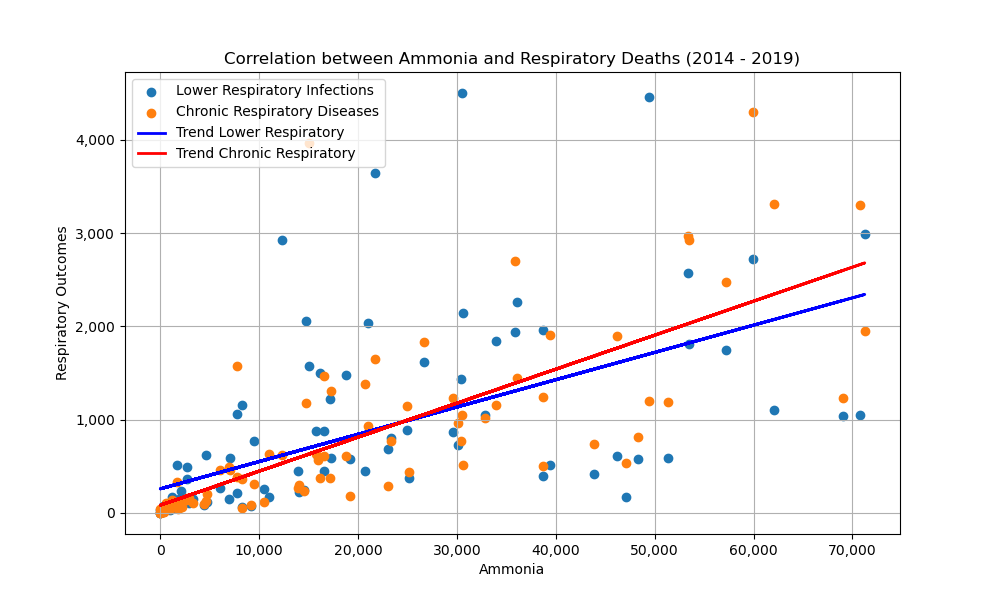 Correlation between Ammonia and Respiratory Deaths (2014 - 2019)
Lower Respiratory Infections
Chronic Respiratory Diseases
Trend Lower Respiratory
Trend Chronic Respiratory
Respiratory Outcomes
4,000
3,000
2,000
1,000
0
0 10,000 20,000 30,000 40,000 50,000 60,000 70,000
Ammonia